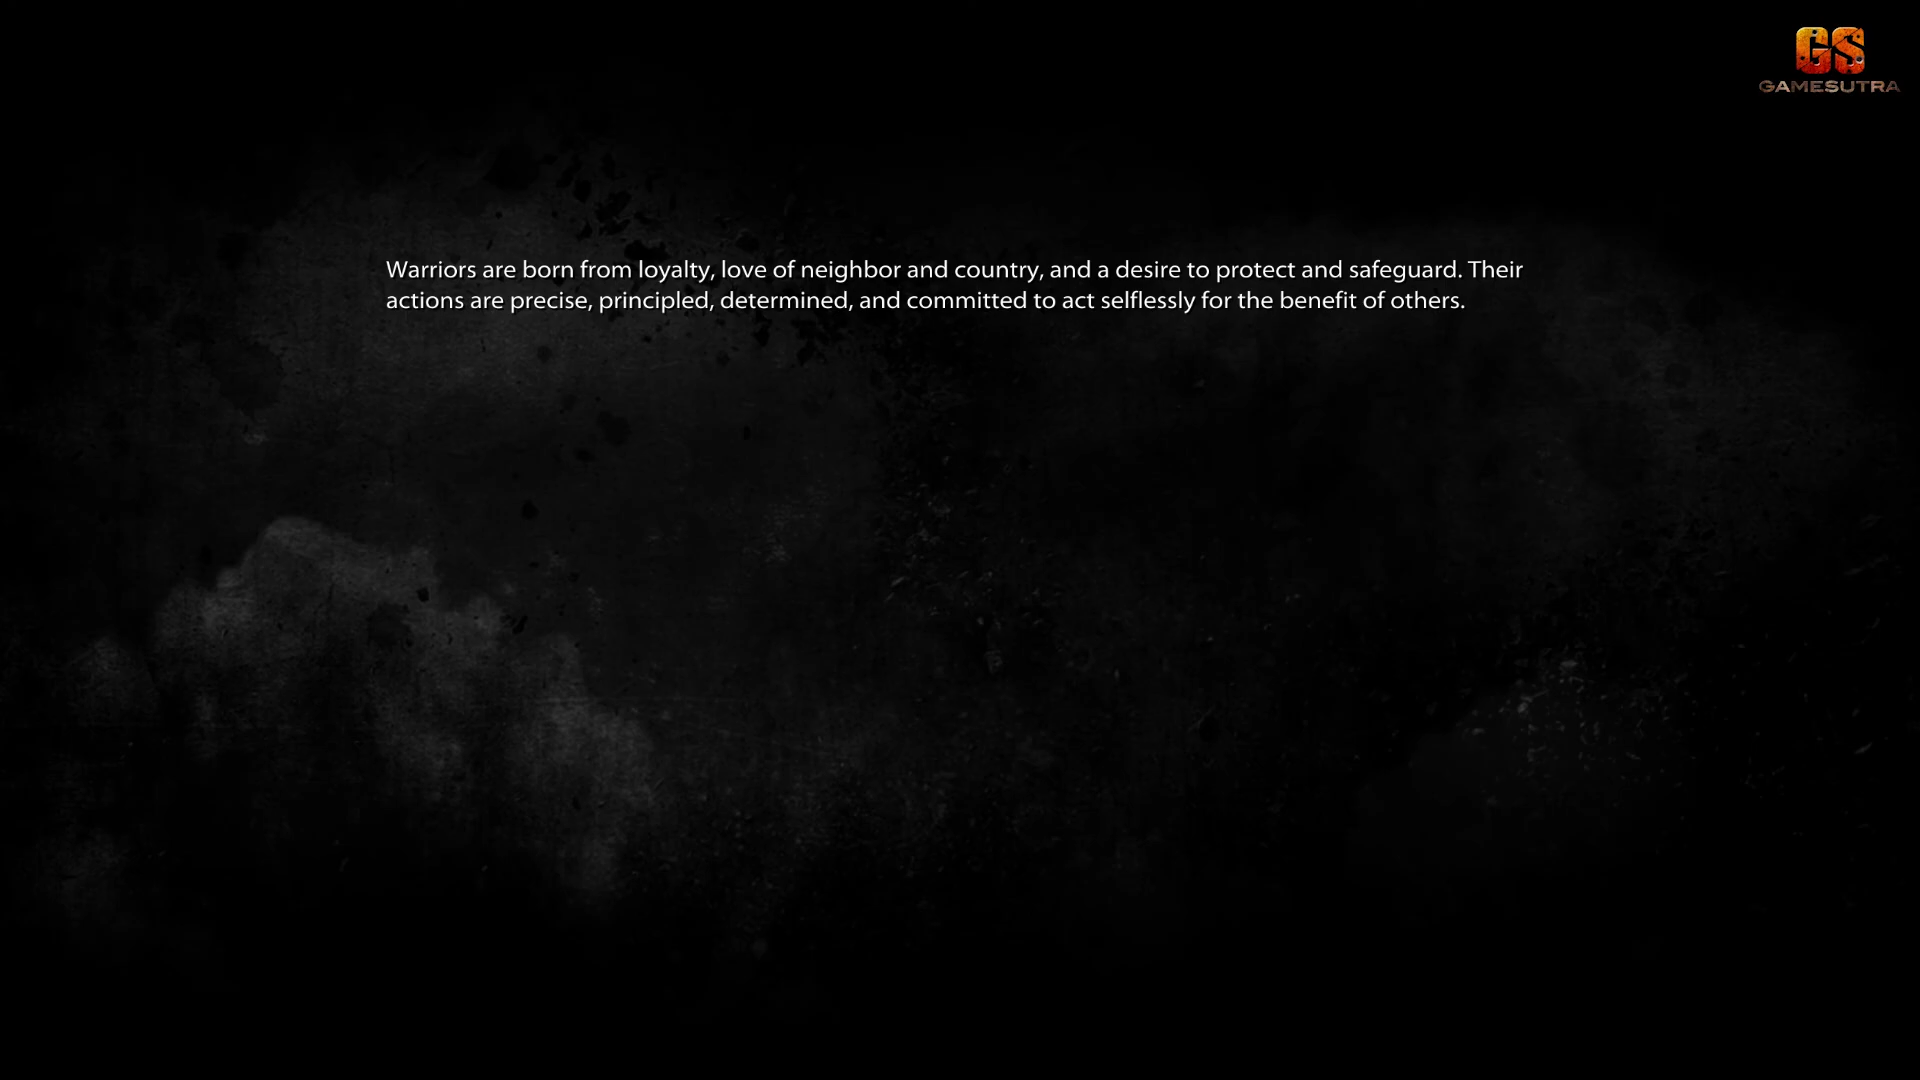 GS
GAMESUTRA
Warriors are born from loyalty, love of neighbor and country, and a desire to protect and safeguard. Their
actions are precise, principled, determined, and committed to act selflessly for the benefit of others.